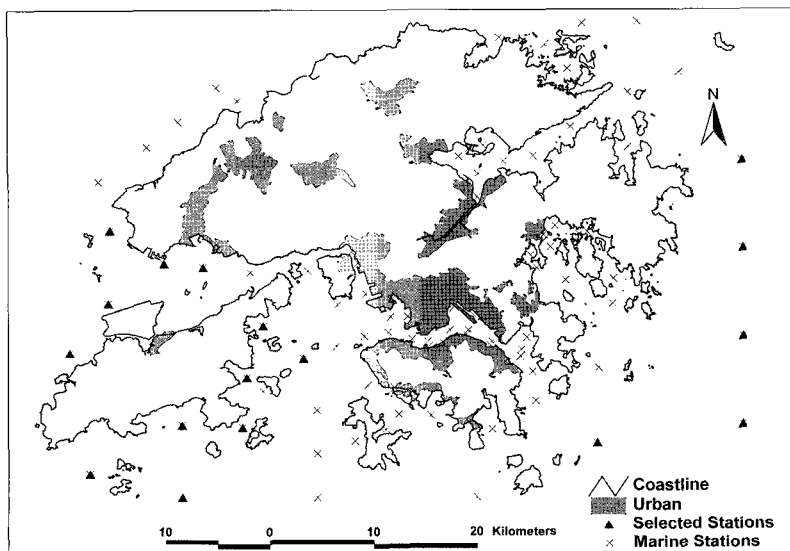 N
Coastline
Urban
Selected Stations
Marine Stations
10 0 10 20 Kilometers